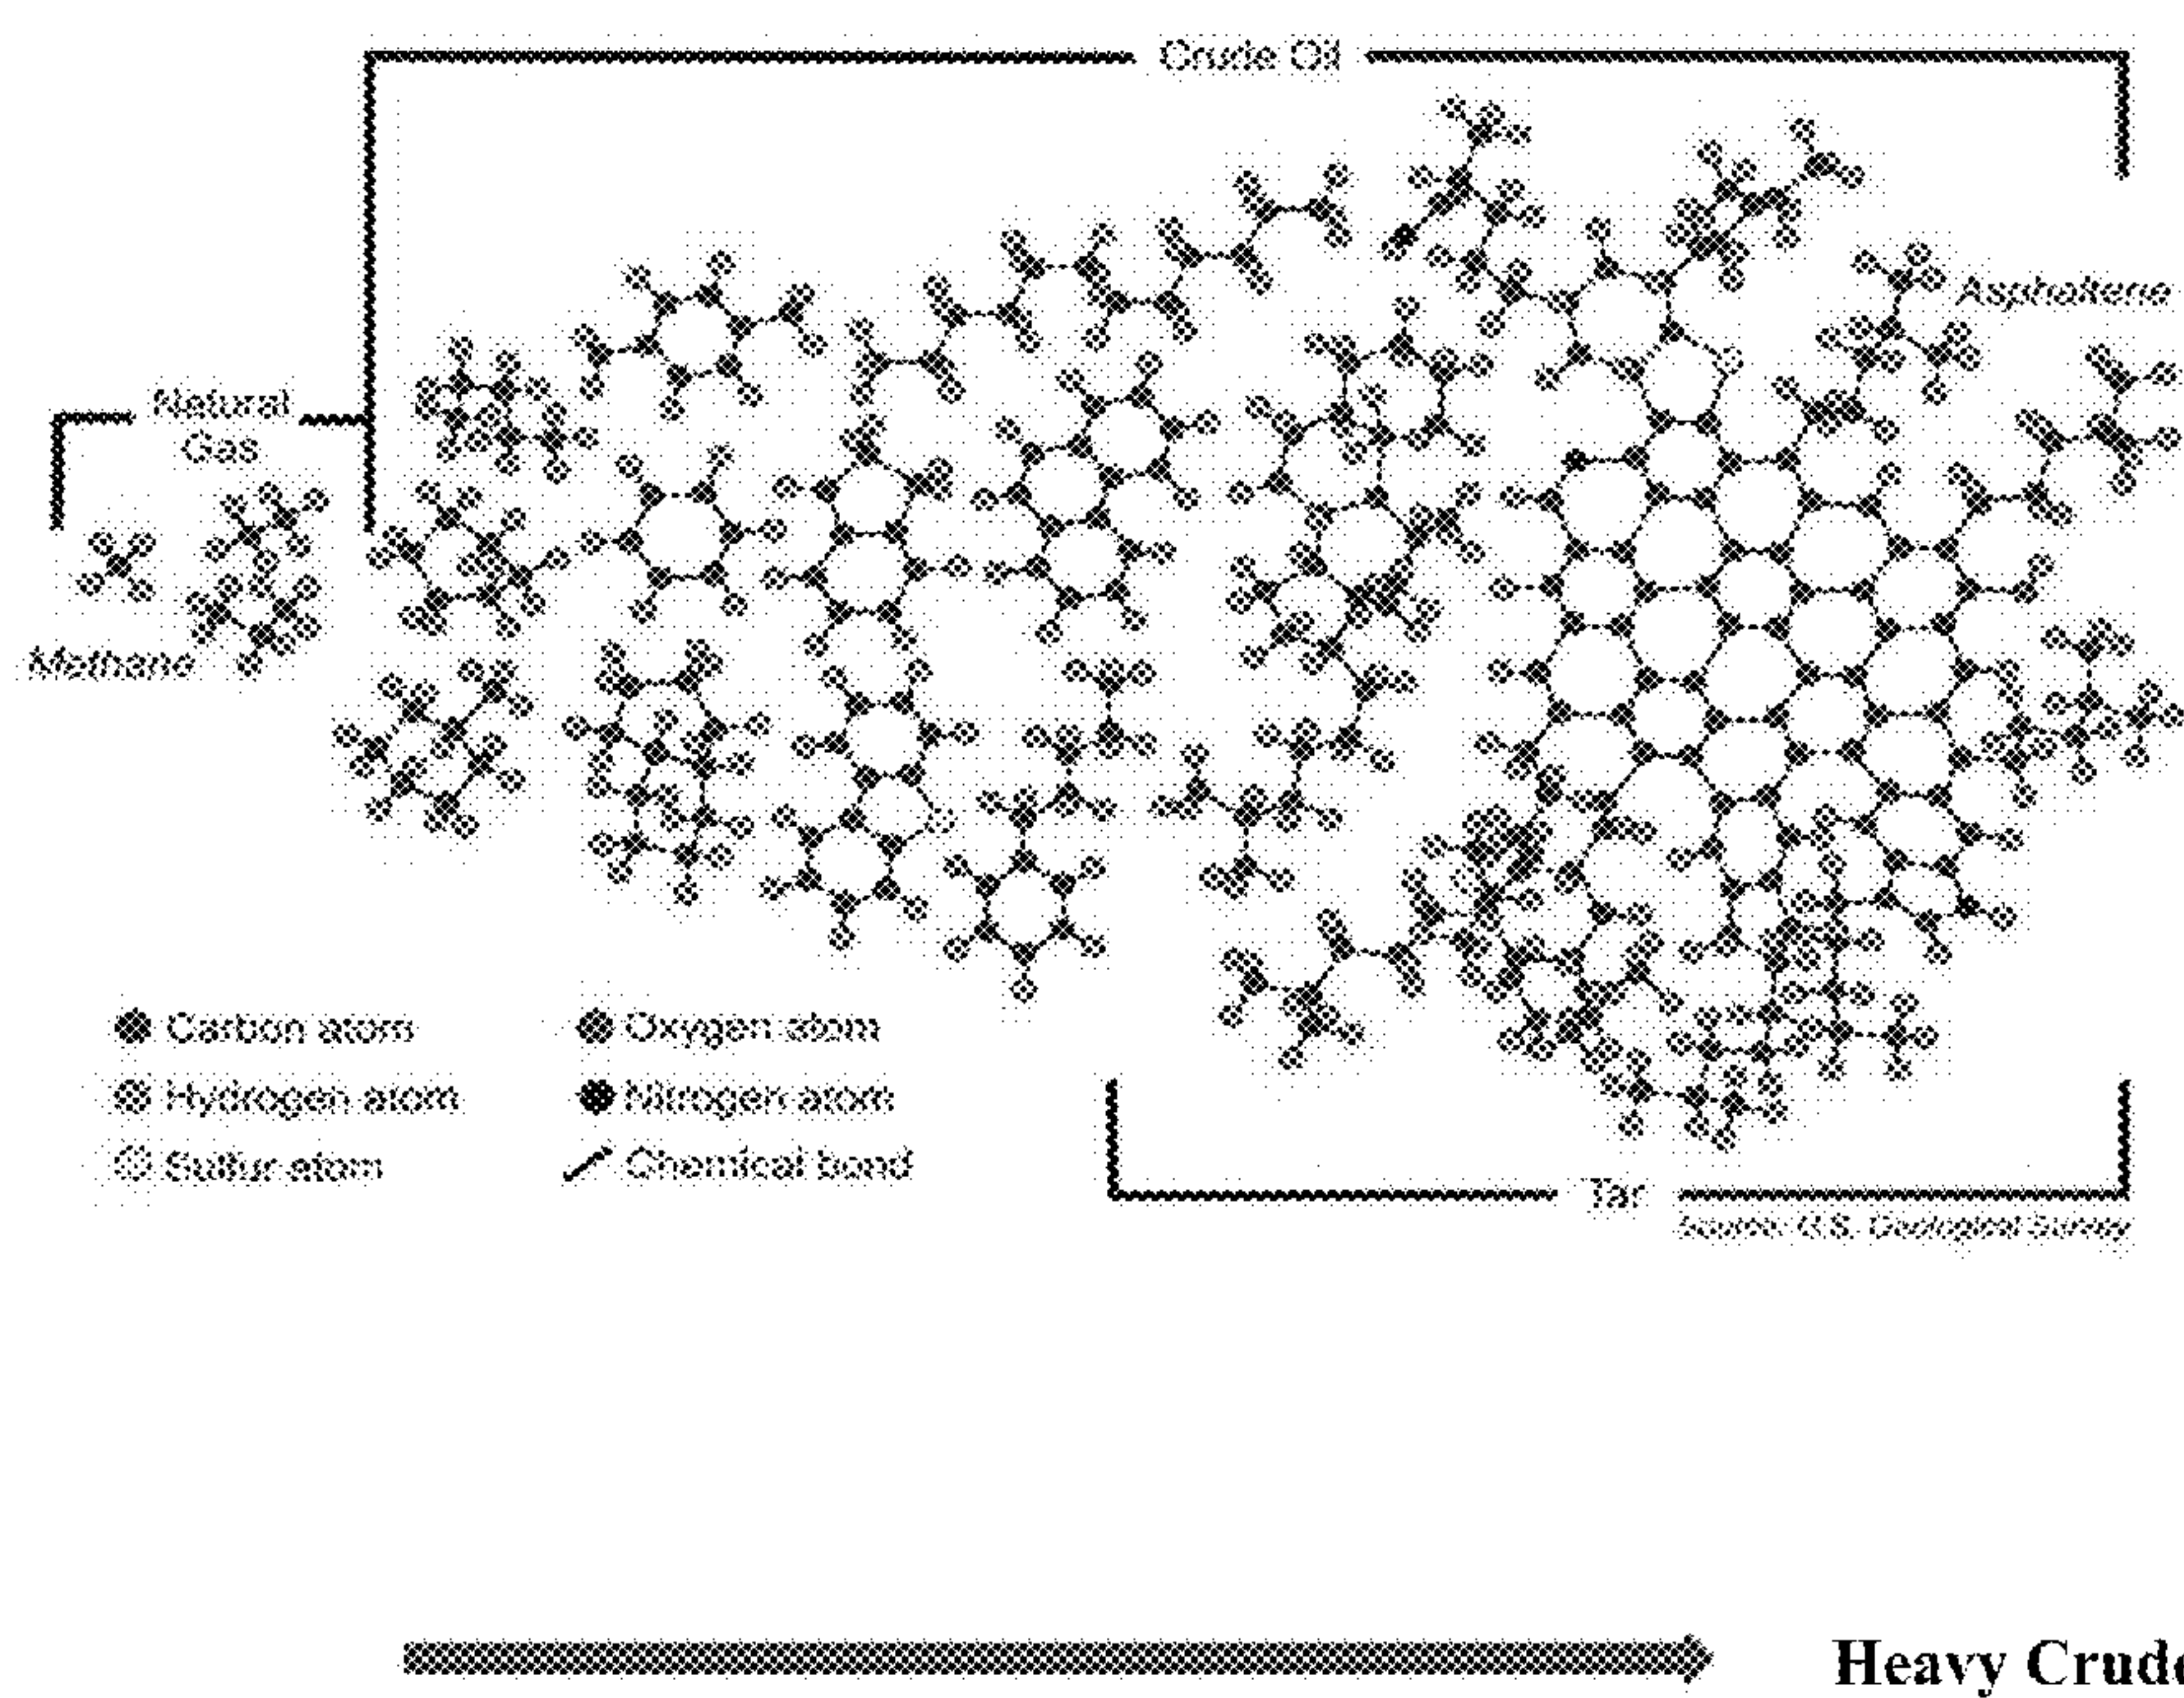 Crude Oil
Asphaltene
Natural
Gas
Methane
Carbon atom
Oxygen atom
Hydrogen atom
Nitrogen atom
Sulfur atom
Chemical bond
Tar
Source: U.S. Geological Survey
Heavy Crude